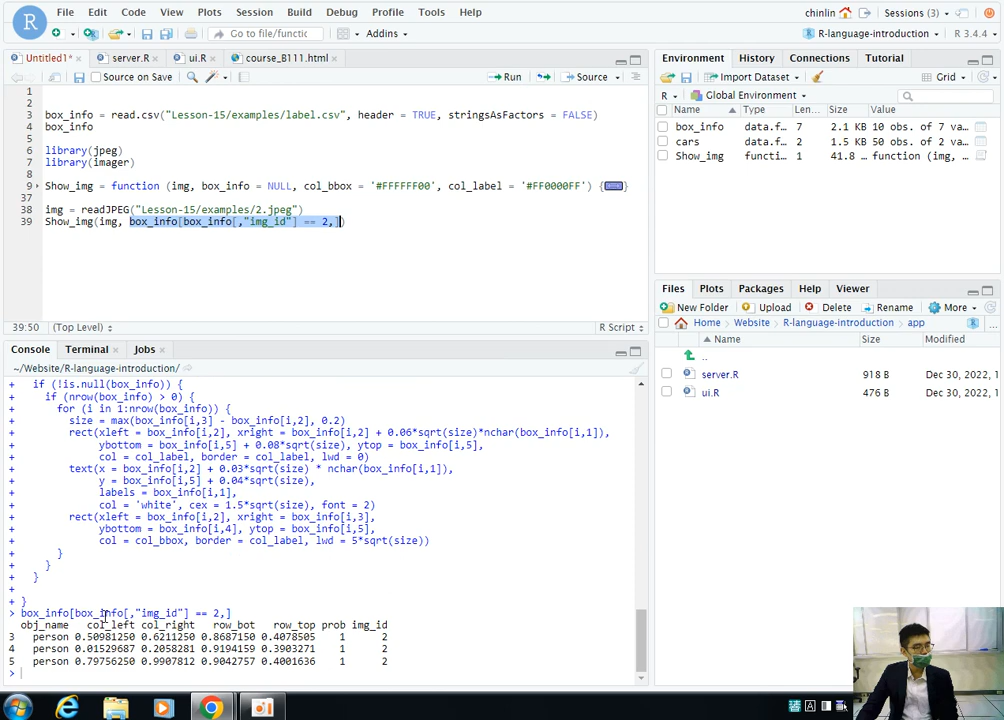 File Edit Code View Plots Session Build Debug Profile Tools Help
chinlin Sessions (3)
R Go to file/functic Addins R-language-introduction R 3.4.4
Untitled1* server.R ui.R course_B111.html
Source on Save Run Source
1
2
3 box_info = read.csv("Lesson-15/examples/label.csv", header = TRUE, stringsAsFactors = FALSE)
4 box_info
5
6 library(jpeg)
7 library(imager)
8
9 Show_img = function (img, box_info = NULL, col_bbox = '#FFFFFF00', col_label = '#FF0000FF') {
37
38 img = readJPEG("Lesson-15/examples/2.jpeg")
39 Show_img(img, box_info[box_info[,"img_id"] == 2,])
39:50 (Top Level) R Script
Console Terminal Jobs
~/Website/R-language-introduction/
+ if (!is.null(box_info)) {
+ if (nrow(box_info) > 0) {
+ for (i in 1:nrow(box_info)) {
+ size = max(box_info[i,3] - box_info[i,2], 0.2)
+ rect(xleft = box_info[i,2], xright = box_info[i,2] + 0.06*sqrt(size)*nchar(box_info[i,1]),
+ ybottom = box_info[i,5] + 0.08*sqrt(size), ytop = box_info[i,5],
+ col = col_label, border = col_label, lwd = 0)
+ text(x = box_info[i,2] + 0.03*sqrt(size) * nchar(box_info[i,1]),
+ y = box_info[i,5] + 0.04*sqrt(size),
+ labels = box_info[i,1],
+ col = 'white', cex = 1.5*sqrt(size), font = 2)
+ rect(xleft = box_info[i,2], xright = box_info[i,3],
+ ybottom = box_info[i,4], ytop = box_info[i,5],
+ col = col_bbox, border = col_label, lwd = 5*sqrt(size))
+ }
+ }
+ }
+
+ }
> box_info[box_info[,"img_id"] == 2,]
obj_name col_left col_right row_bot row_top prob img_id
3 person 0.50981250 0.6211250 0.8687150 0.4078505 1 2
4 person 0.01529687 0.2058281 0.9194159 0.3903271 1 2
5 person 0.79756250 0.9907812 0.9042757 0.4001636 1 2
>
Environment History Connections Tutorial
Import Dataset Grid
R Global Environment
Name Type Len... Size Value
box_info data.f... 7 2.1 KB 10 obs. of 7 va...
cars data.f... 2 1.5 KB 50 obs. of 2 va...
Show_img functi... 1 41.8 ... function (img, ...
Files Plots Packages Help Viewer
New Folder Upload Delete Rename More
Home Website R-language-introduction app
Name Size Modified
..
server.R 918 B Dec 30, 2022, 1
ui.R 476 B Dec 30, 2022, 1
A